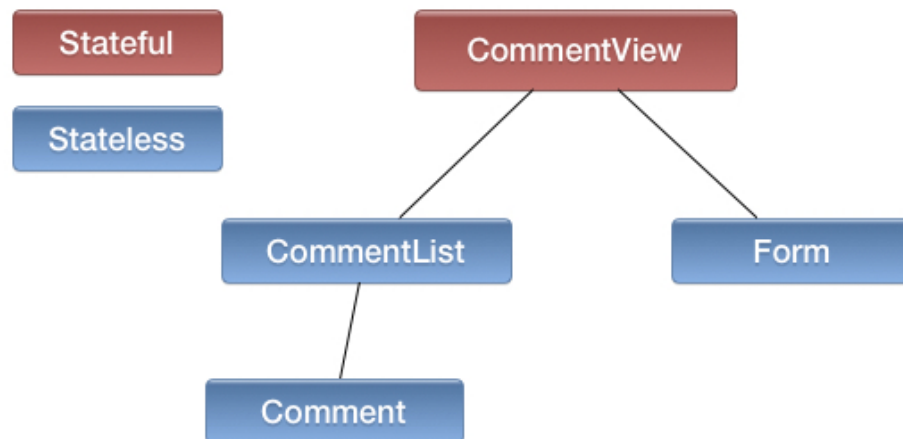 Stateful
CommentView
Stateless
CommentList
Form
Comment